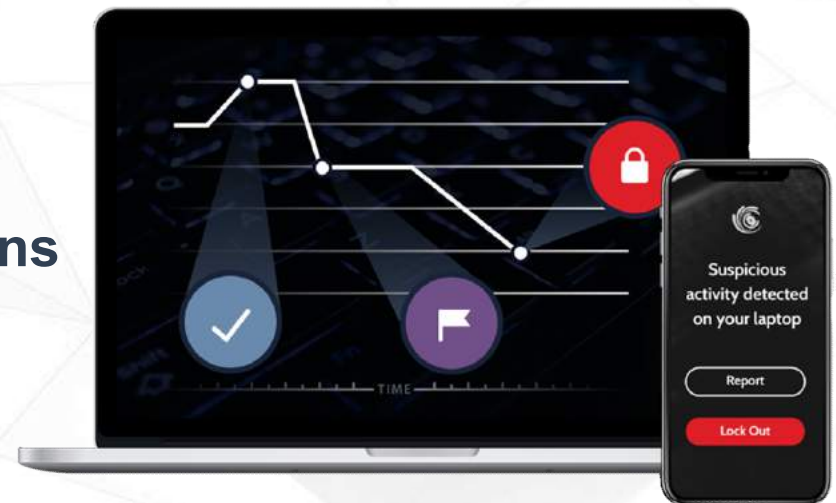 ns
TIME
Suspicious
activity detected
on your laptop
Report
Lock Out